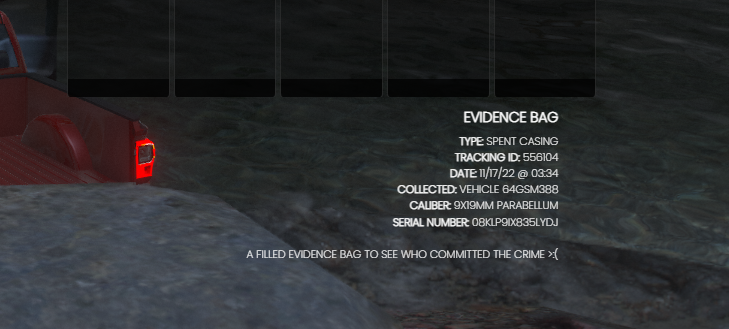 EVIDENCE BAG
TYPE: SPENT CASING
TRACKING ID: 556104
DATE: 11/17/22 @ 03:34
COLLECTED: VEHICLE 64GSM388
CALIBER: 9X19MM PARABELLUM
SERIAL NUMBER: 08KLP9IX835LYDJ
A FILLED EVIDENCE BAG TO SEE WHO COMMITTED THE CRIME >:(